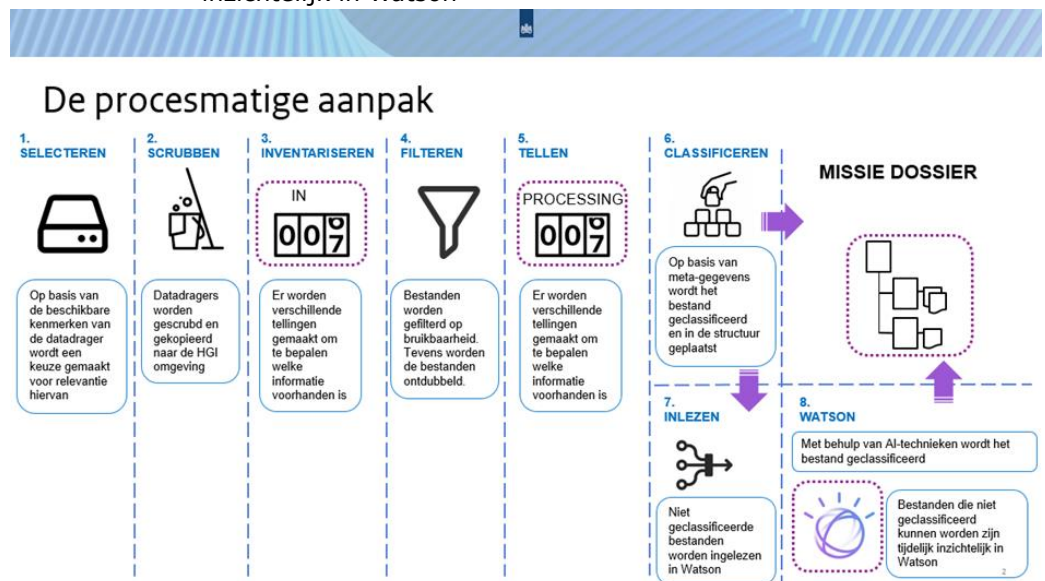 inzichtelijk in Watson
De procesmatige aanpak
1.
SELECTEREN
Op basis van
de beschikbare
kenmerken van
de datadrager
wordt een
keuze gemaakt
voor relevantie
hiervan
2.
SCRUBBEN
Datadragers
worden
gescrubd en
gekopieerd
naar de HGI
omgeving
3.
INVENTARISEREN
IN
007
Er worden
verschillende
tellingen
gemaakt om
te bepalen
welke
informatie
voorhanden is
4.
FILTEREN
Bestanden
worden
gefilterd op
bruikbaarheid.
Tevens worden
de bestanden
ontdubbeld.
5.
TELLEN
PROCESSING
007
Er worden
verschillende
tellingen
gemaakt om
te bepalen
welke
informatie
voorhanden is
6.
CLASSIFICEREN
Op basis van
meta-gegevens
wordt het
bestand
geclassificeerd
en in de structuur
geplaatst
MISSIE DOSSIER
7.
INLEZEN
Niet
geclassificeerde
bestanden
worden ingelezen
in Watson
8.
WATSON
Met behulp van AI-technieken wordt het
bestand geclassificeerd
Bestanden die niet
geclassificeerd
kunnen worden zijn
tijdelijk inzichtelijk in
Watson
2